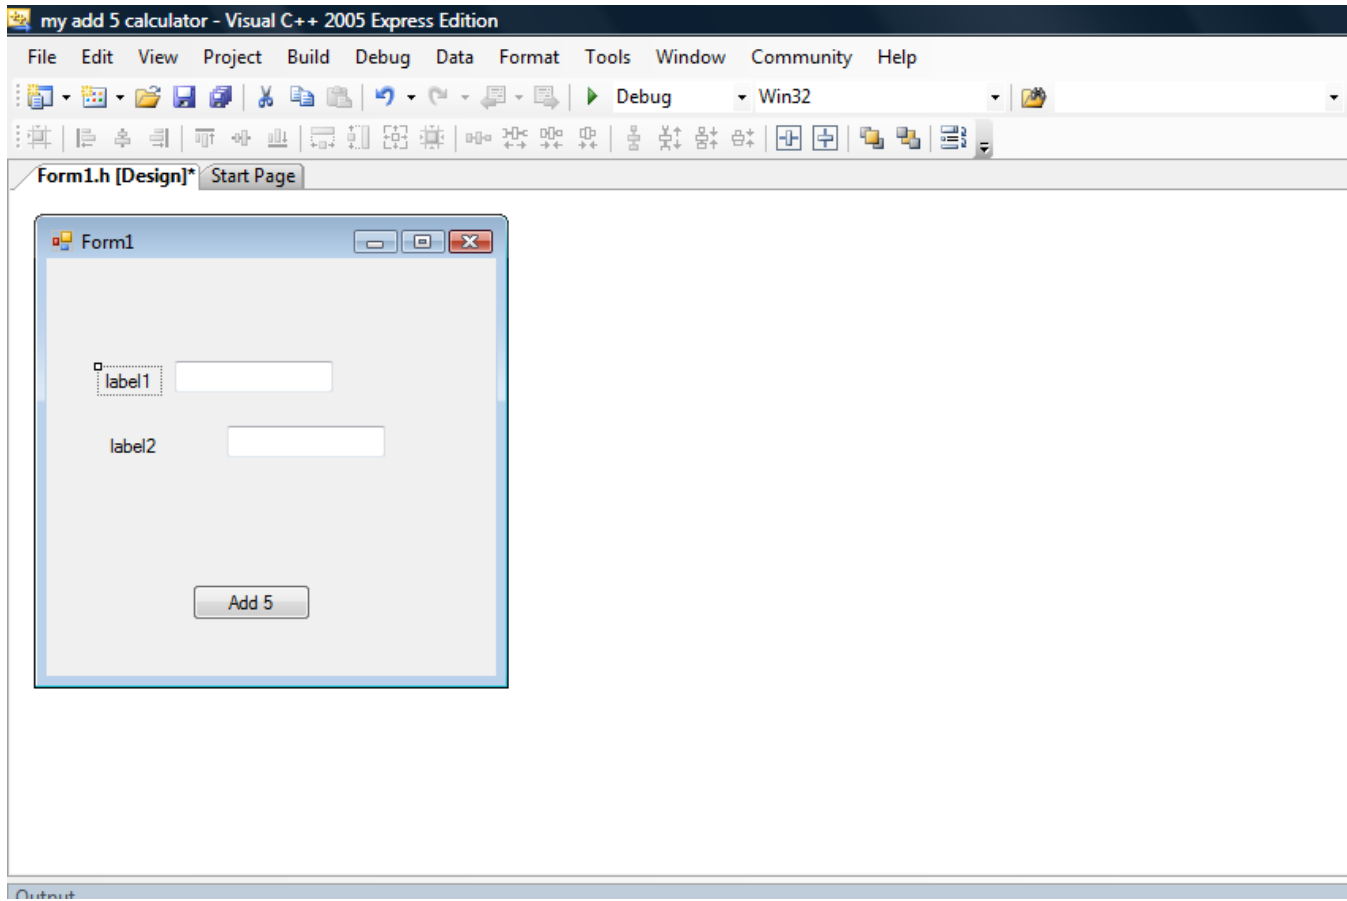 my add 5 calculator - Visual C++ 2005 Express Edition
File Edit View Project Build Debug Data Format Tools Window Community Help
Debug Win32
Form1.h [Design]* Start Page
Form1
label1
label2
Add 5
Output